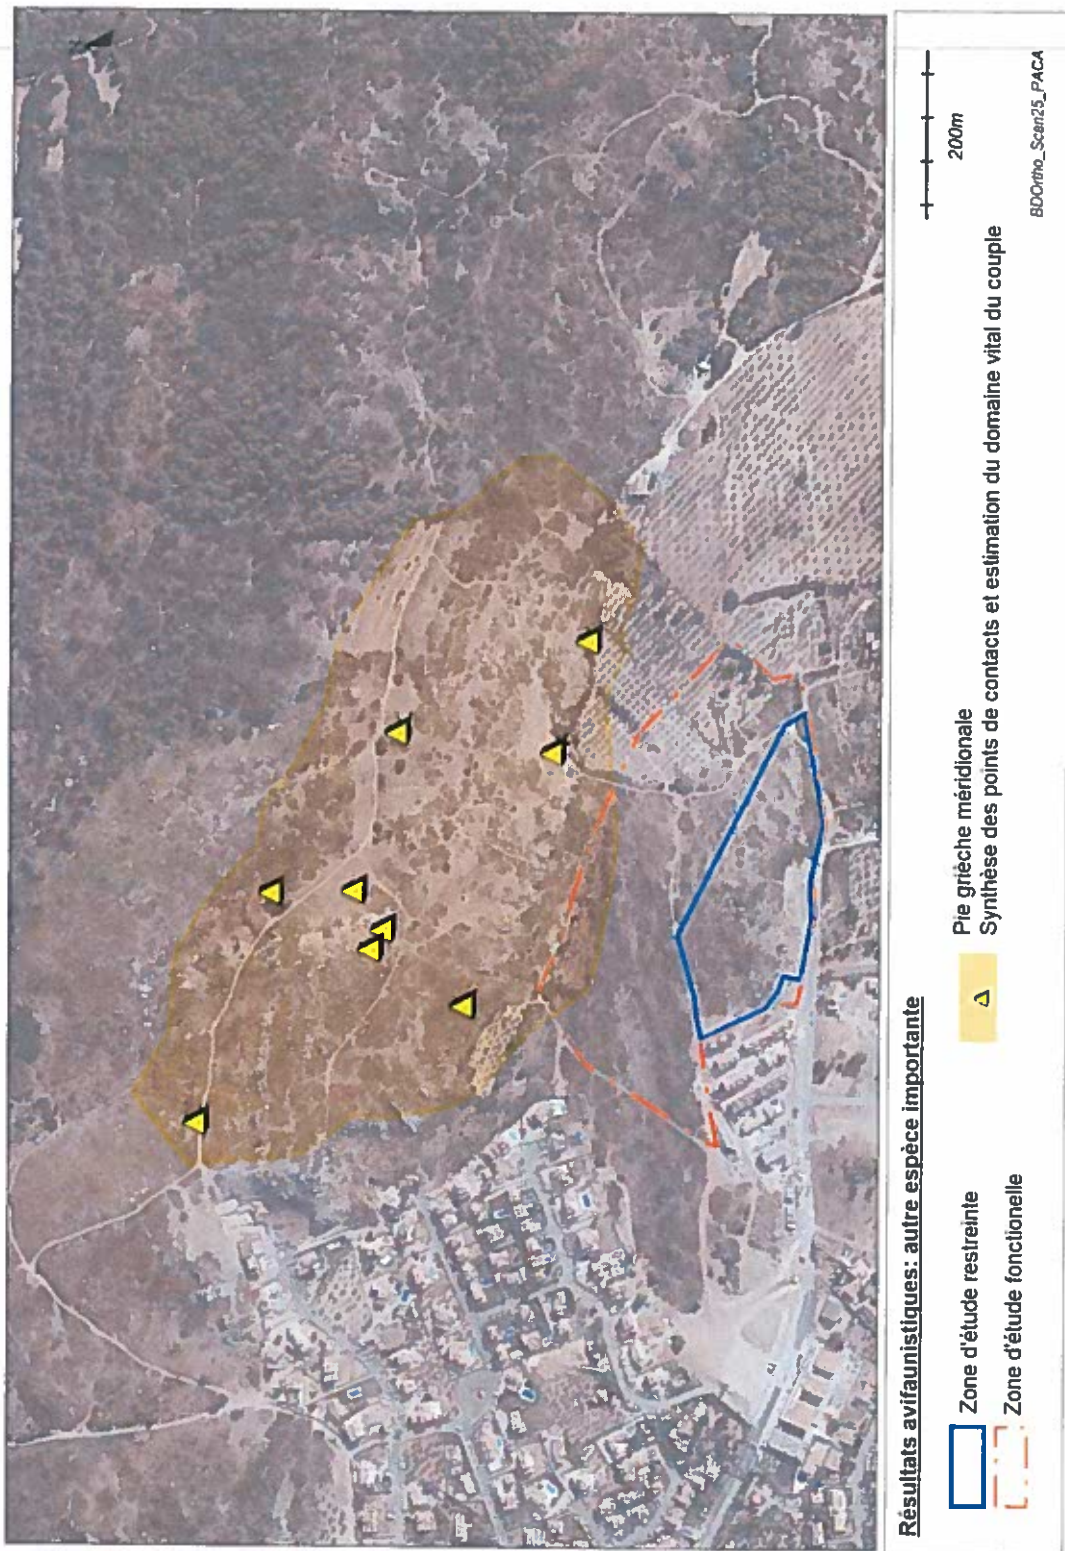 Résultats avifaunistiques: autre espèce importante
Zone d'étude restreinte
Zone d'étude fonctionelle
Pie grièche méridionale
Synthèse des points de contacts et estimation du domaine vital du couple
200m
BDOrtho_Scan25_PACA